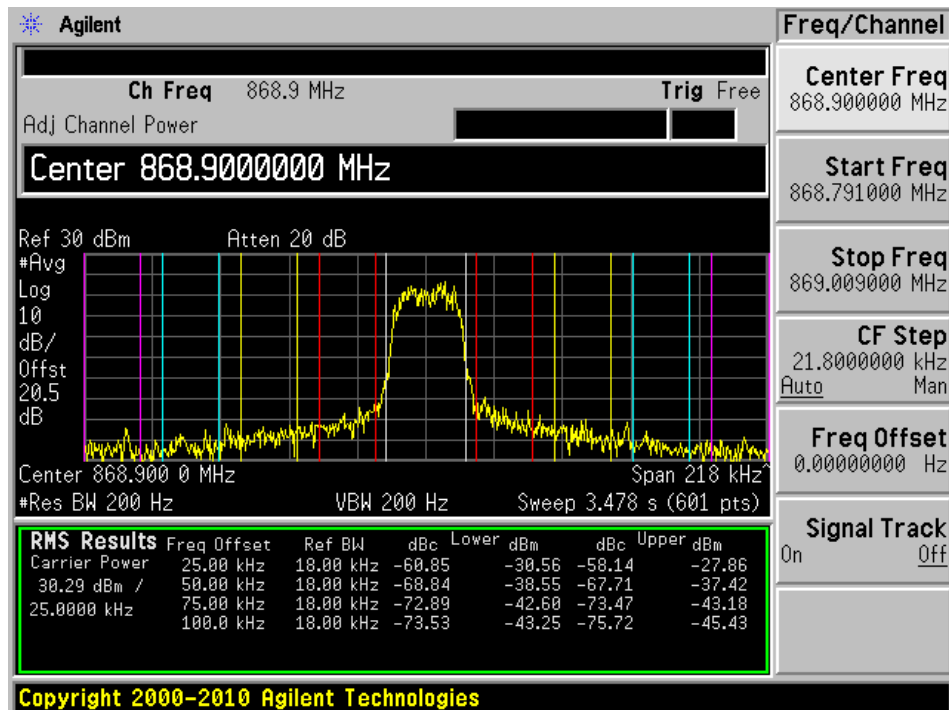 Agilent
Ch Freq 868.9 MHz Trig Free
Adj Channel Power
Center 868.9000000 MHz
Ref 30 dBm Atten 20 dB
#Avg
Log
10
dB/
Offst
20.5
dB
Center 868.900 0 MHz Span 218 kHz^
#Res BW 200 Hz VBW 200 Hz Sweep 3.478 s (601 pts)
RMS Results Freq Offset Ref BW dBc Lower dBm dBc Upper dBm
Carrier Power 25.00 kHz 18.00 kHz -60.85 -30.56 -58.14 -27.86
30.29 dBm / 50.00 kHz 18.00 kHz -68.84 -38.55 -67.71 -37.42
25.0000 kHz 75.00 kHz 18.00 kHz -72.89 -42.60 -73.47 -43.18
100.0 kHz 18.00 kHz -73.53 -43.25 -75.72 -45.43
Copyright 2000-2010 Agilent Technologies
Freq/Channel
Center Freq
868.900000 MHz
Start Freq
868.791000 MHz
Stop Freq
869.009000 MHz
CF Step
21.8000000 kHz
Auto Man
Freq Offset
0.00000000 Hz
Signal Track
On Off